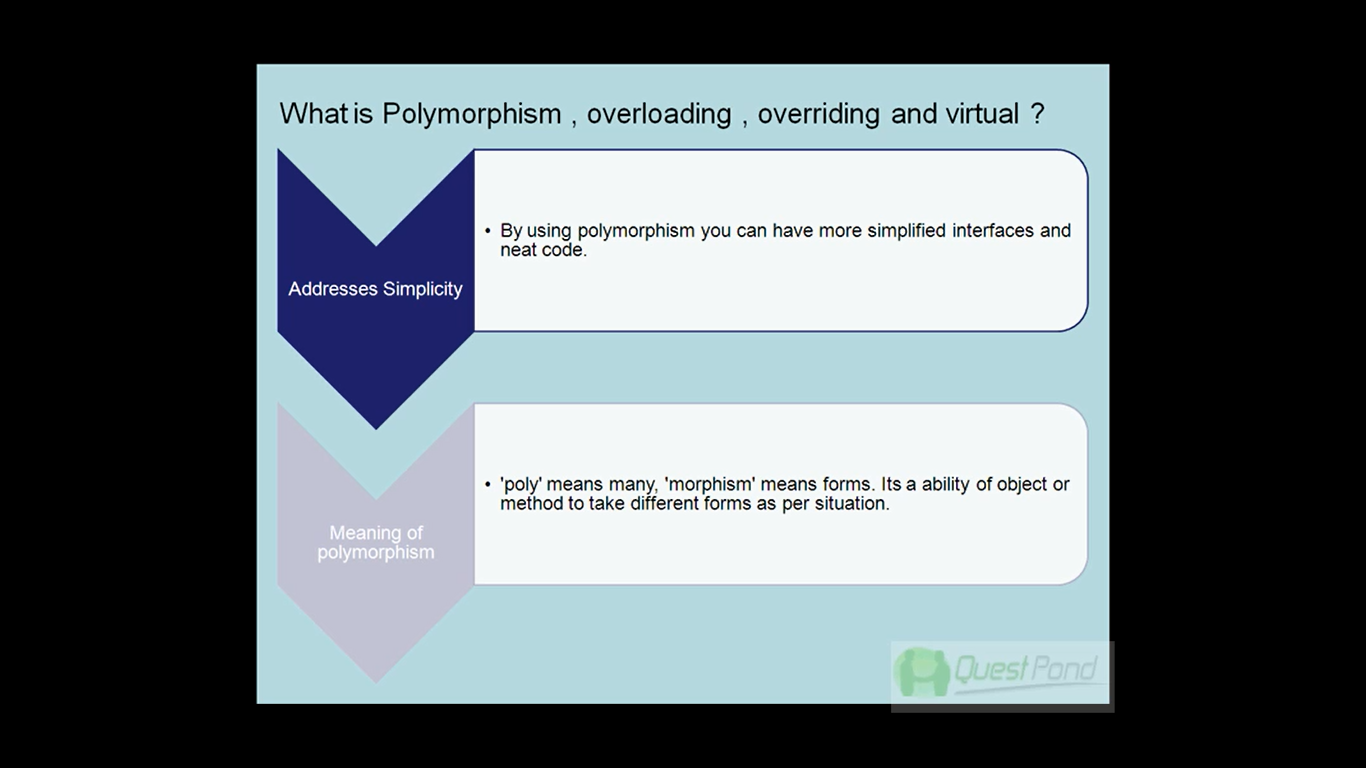 What is Polymorphism , overloading , overriding and virtual ?
Addresses Simplicity
• By using polymorphism you can have more simplified interfaces and
neat code.
Meaning of
polymorphism
• 'poly' means many, 'morphism' means forms. Its a ability of object or
method to take different forms as per situation.
QuestPond